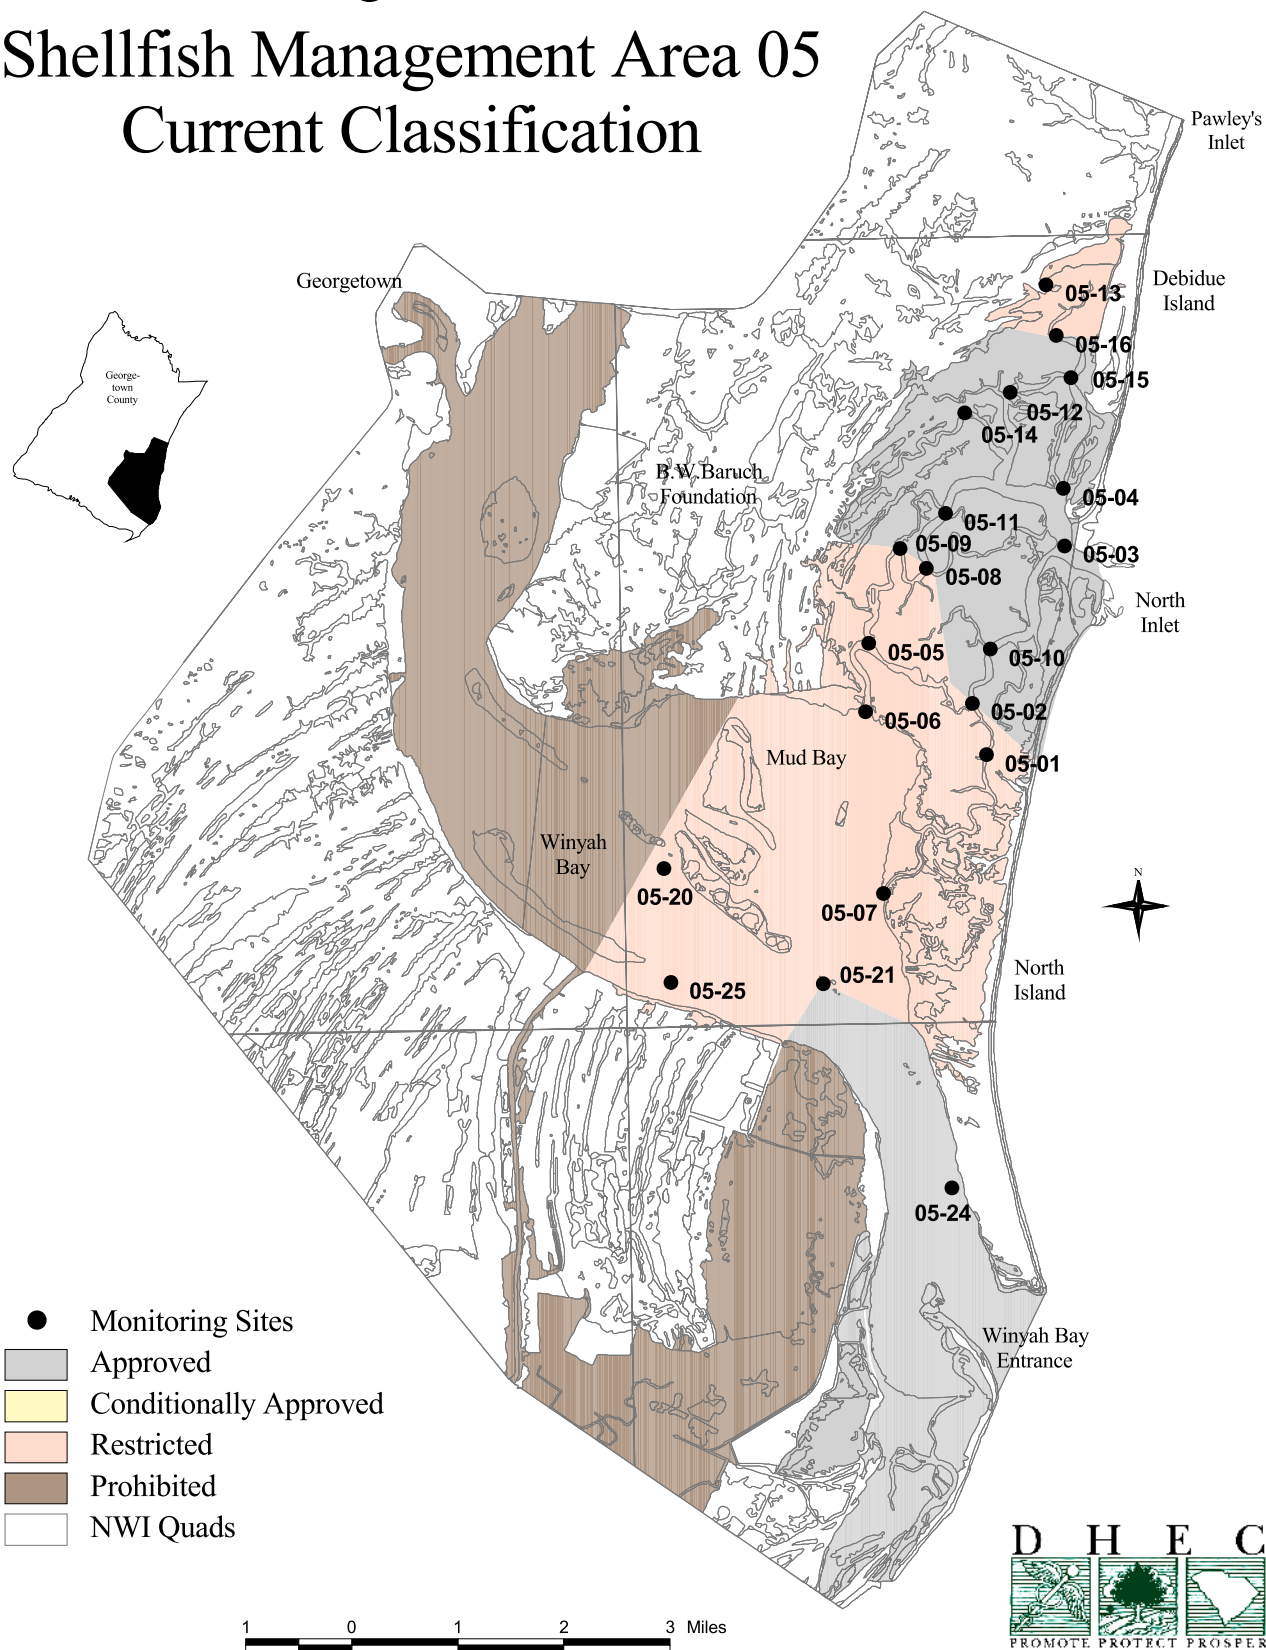 Shellfish Management Area 05
Current Classification
Pawley's
Inlet
Georgetown
Debidue
Island
05-13
05-16
05-15
05-12
05-14
George-
town
County
B.W.Baruch
Foundation
05-04
05-11
05-09
05-03
05-08
North
Inlet
05-05
05-10
05-02
05-06
Mud Bay
05-01
Winyah
Bay
05-20
05-07
N
05-21
North
Island
05-25
05-24
Winyah Bay
Entrance
Monitoring Sites
Approved
Conditionally Approved
Restricted
Prohibited
NWI Quads
1 0 1 2 3 Miles
D H E C
PROMOTE PROTECT PROSPER